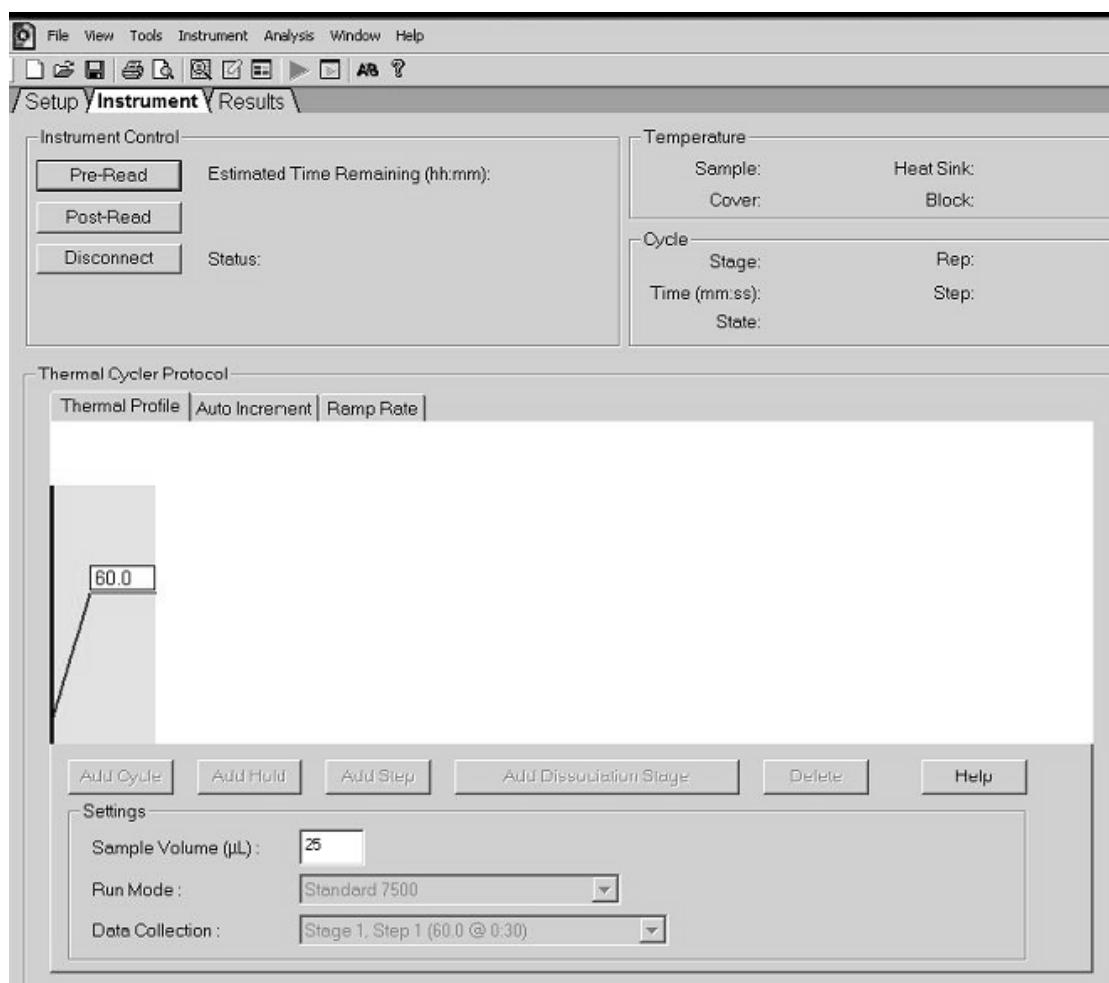 File View Tools Instrument Analysis Window Help
AB ?
Setup Instrument Results
Instrument Control
Pre-Read
Estimated Time Remaining (hh:mm):
Post-Read
Disconnect
Status:
Temperature
Sample: Heat Sink:
Cover: Block:
Cycle
Stage: Rep:
Time (mm:ss): Step:
State:
Thermal Cycler Protocol
Thermal Profile Auto Increment Ramp Rate
60.0
Add Cycle Add Hold Add Step Add Dissociation Stage Delete Help
Settings
Sample Volume (µL) : 25
Run Mode : Standard 7500
Data Collection : Stage 1, Step 1 (60.0 @ 0:30)